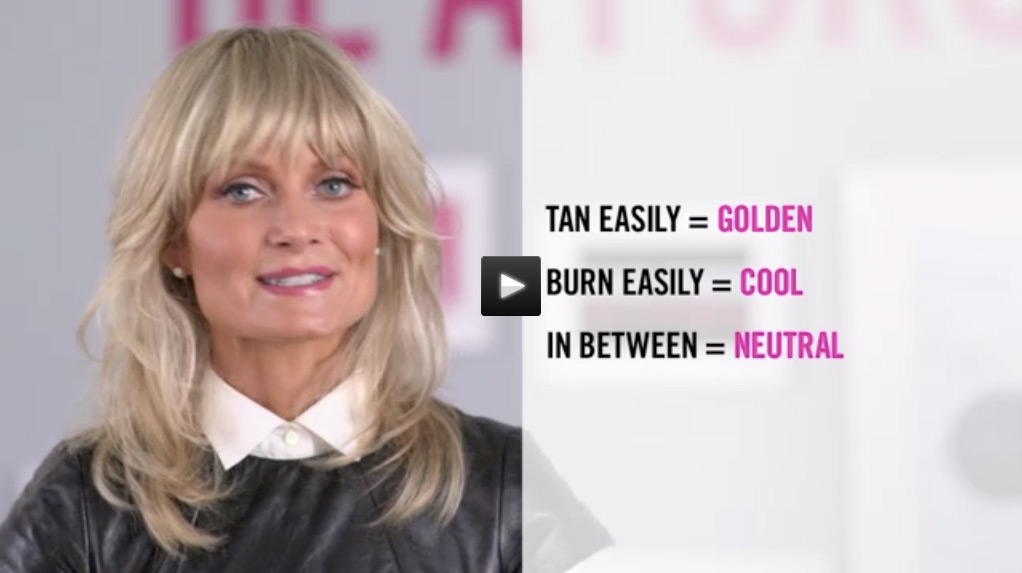 TAN EASILY = GOLDEN
BURN EASILY = COOL
IN BETWEEN = NEUTRAL